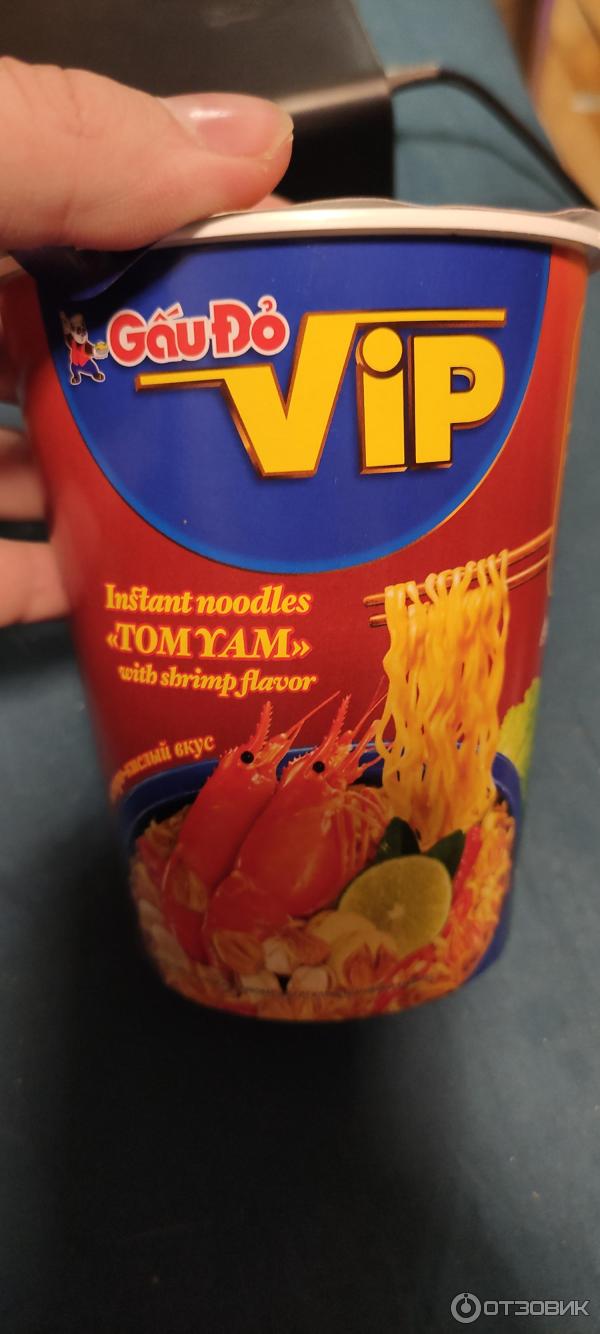 Gấu Đỏ
ViP
Instant noodles
«TOM YAM»
with shrimp flavor
вкус
ОТЗОВИК